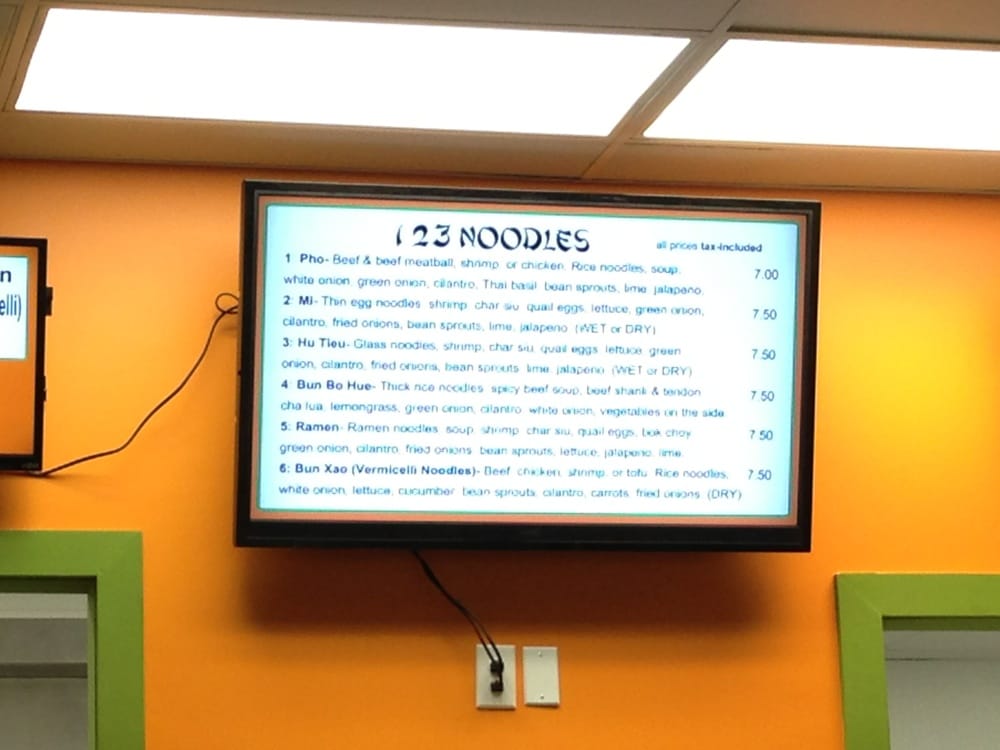 1 2 3 NOODLES
all prices tax-included
1 Pho- Beef & beef meatball, shrimp, or chicken. Rice noodles, soup, 7.00
white onion, green onion, cilantro, Thai basil, bean sprouts, lime, jalapeno.
2: Mi- Thin egg noodles, shrimp, char siu, quail eggs, lettuce, green onion, 7.50
cilantro, fried onions, bean sprouts, lime, jalapeno. (WET or DRY)
3: Hu Tieu- Glass noodles, shrimp, char siu, quail eggs, lettuce, green 7.50
onion, cilantro, fried onions, bean sprouts, lime, jalapeno. (WET or DRY)
4: Bun Bo Hue- Thick rice noodles, spicy beef soup, beef shank & tendon 7.50
cha lua, lemongrass, green onion, cilantro, white onion, vegetables on the side
5: Ramen- Ramen noodles, soup, shrimp, char siu, quail eggs, bok choy, 7.50
green onion, cilantro, fried onions, bean sprouts, lettuce, jalapeno, lime.
6: Bun Xao (Vermicelli Noodles)- Beef, chicken, shrimp, or tofu. Rice noodles, 7.50
white onion, lettuce, cucumber, bean sprouts, cilantro, carrots, fried onions. (DRY)
n
elli)